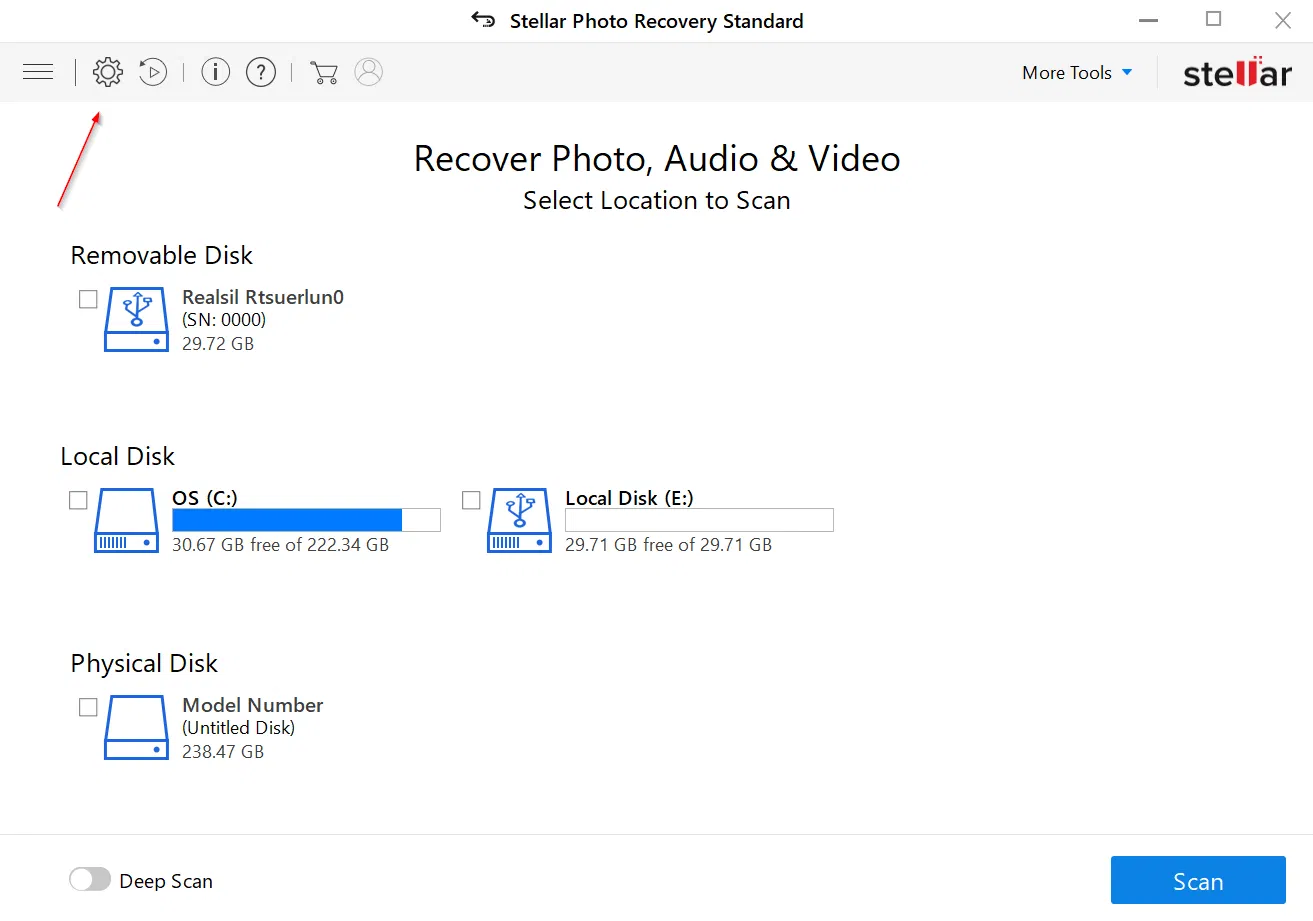 Stellar Photo Recovery Standard
More Tools
stellar
Recover Photo, Audio & Video
Select Location to Scan
Removable Disk
Realsil Rtsuerlun0
(SN: 0000)
29.72 GB
Local Disk
OS (C:)
30.67 GB free of 222.34 GB
Local Disk (E:)
29.71 GB free of 29.71 GB
Physical Disk
Model Number
(Untitled Disk)
238.47 GB
Deep Scan
Scan